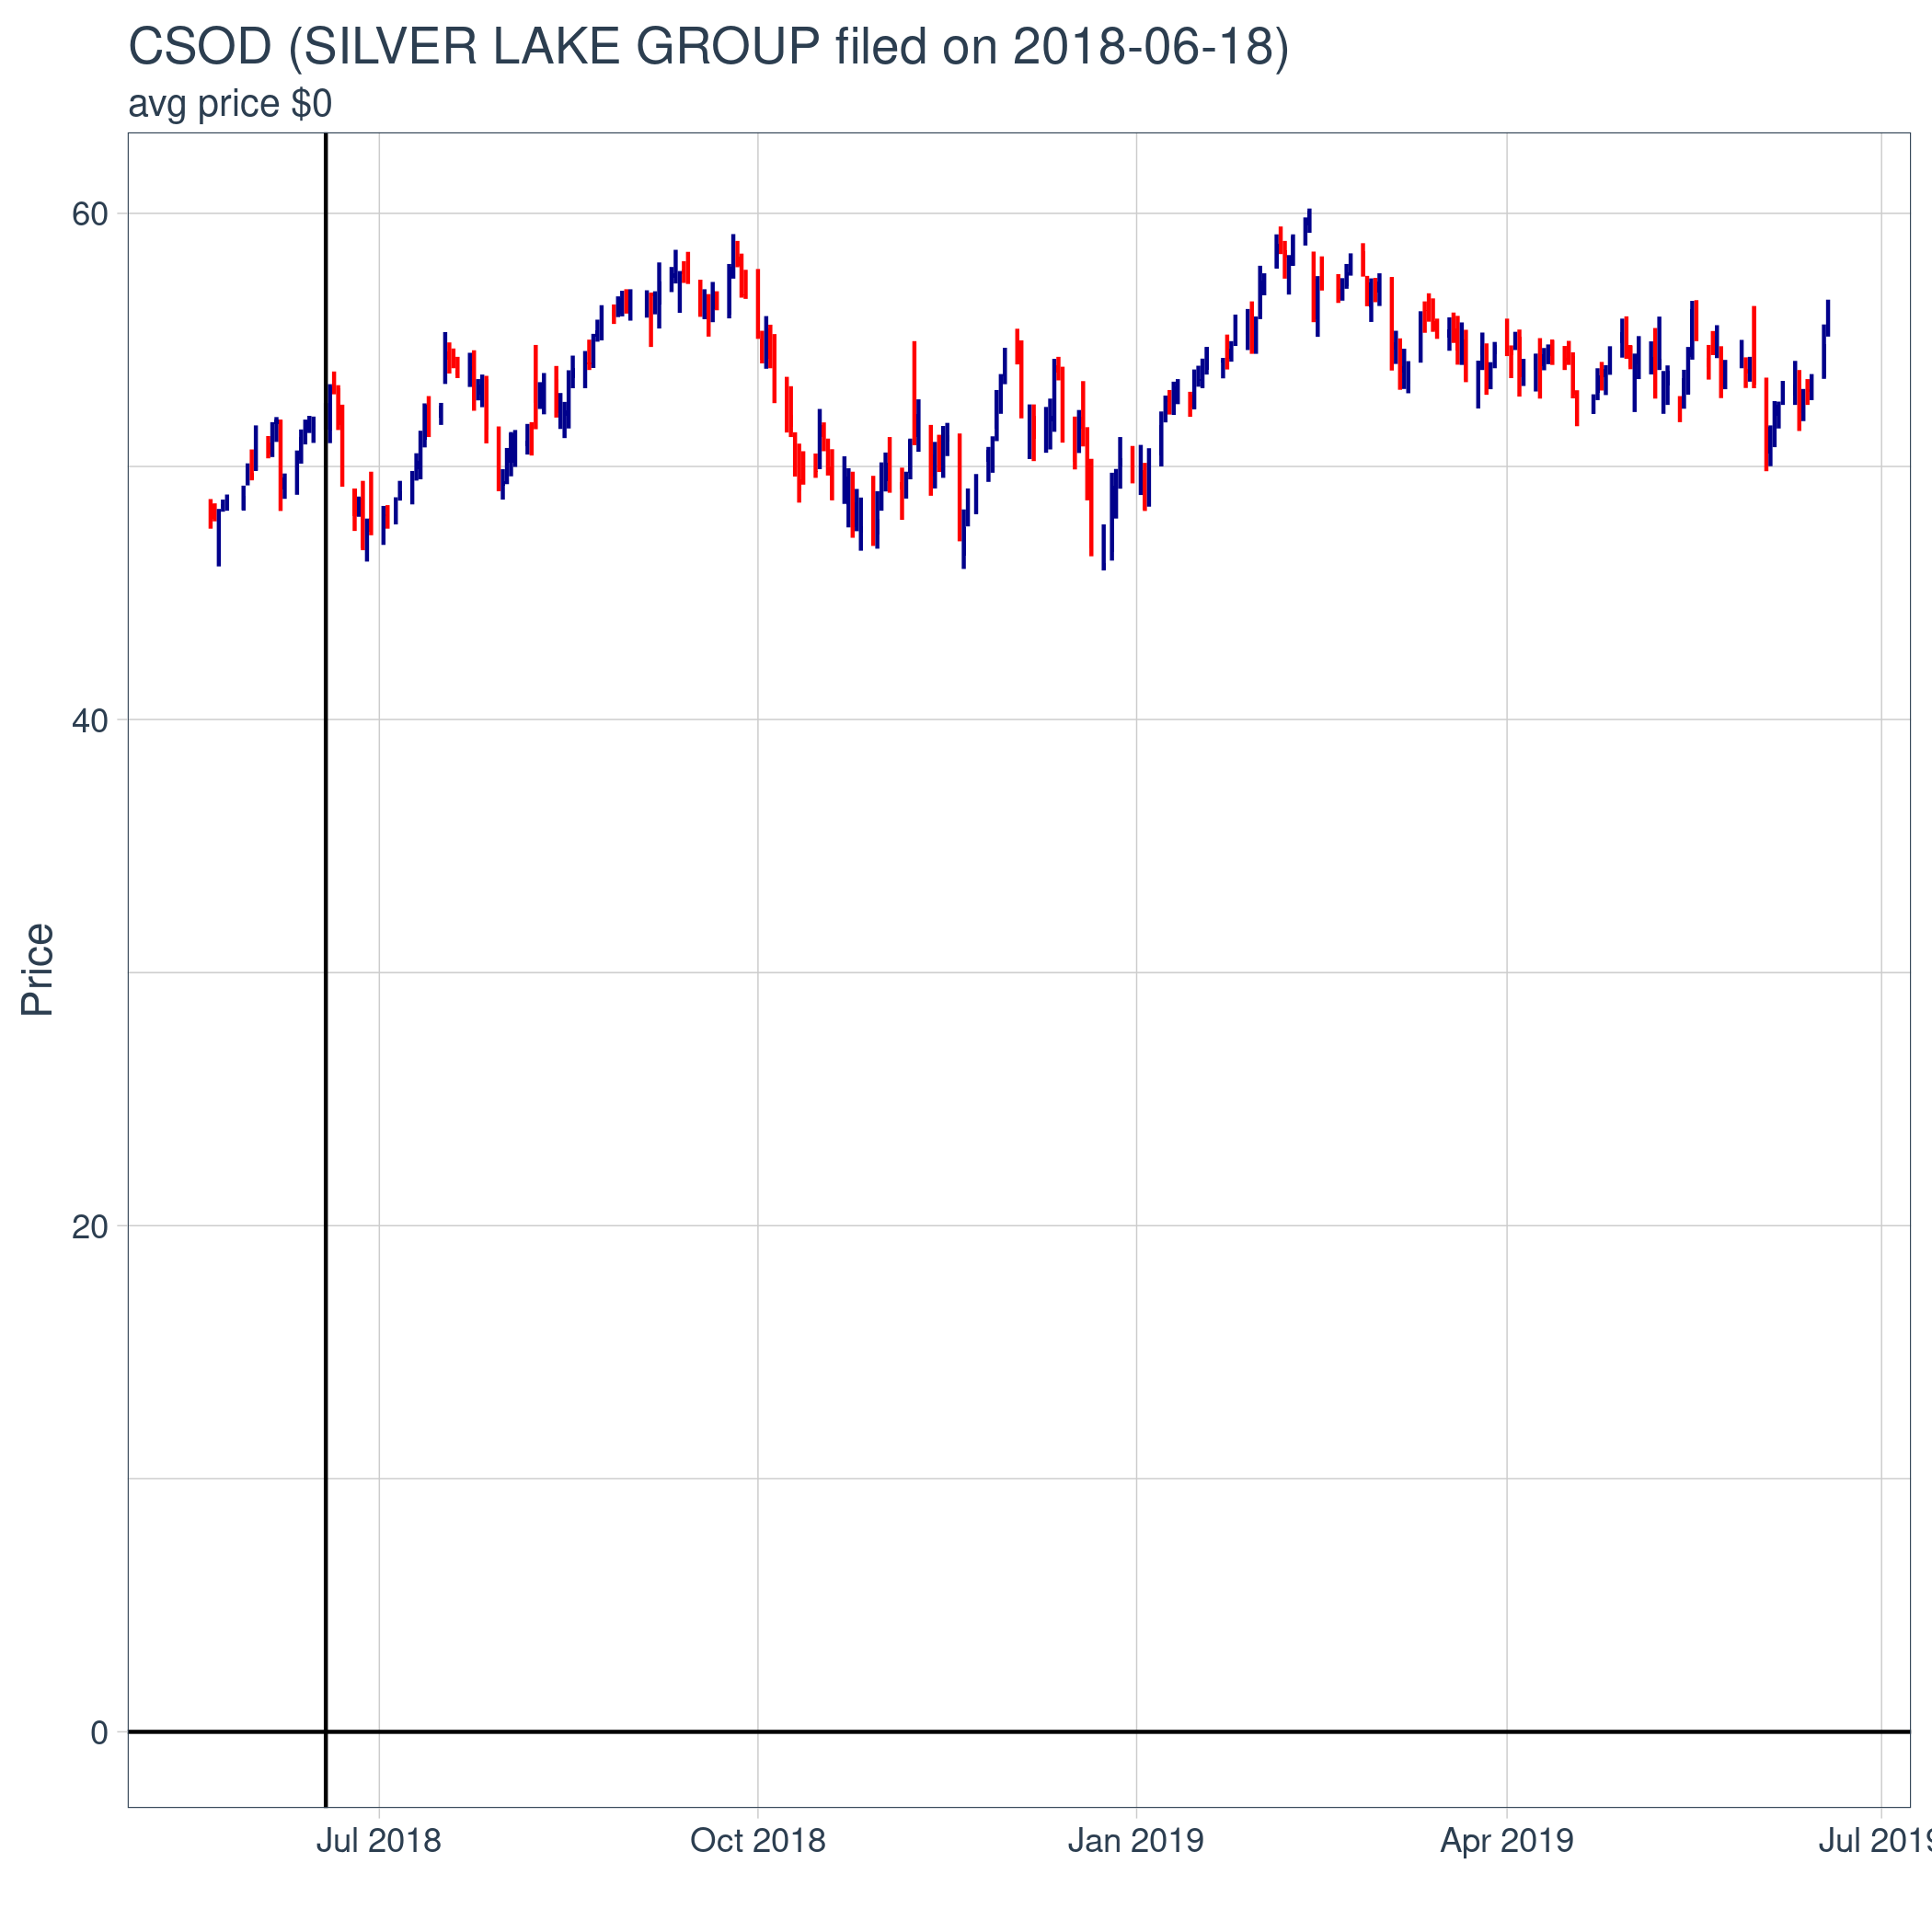 CSOD (SILVER LAKE GROUP filed on 2018-06-18)
avg price $0
60
40
20
0
Price
Jul 2018 Oct 2018 Jan 2019 Apr 2019 Jul 2019